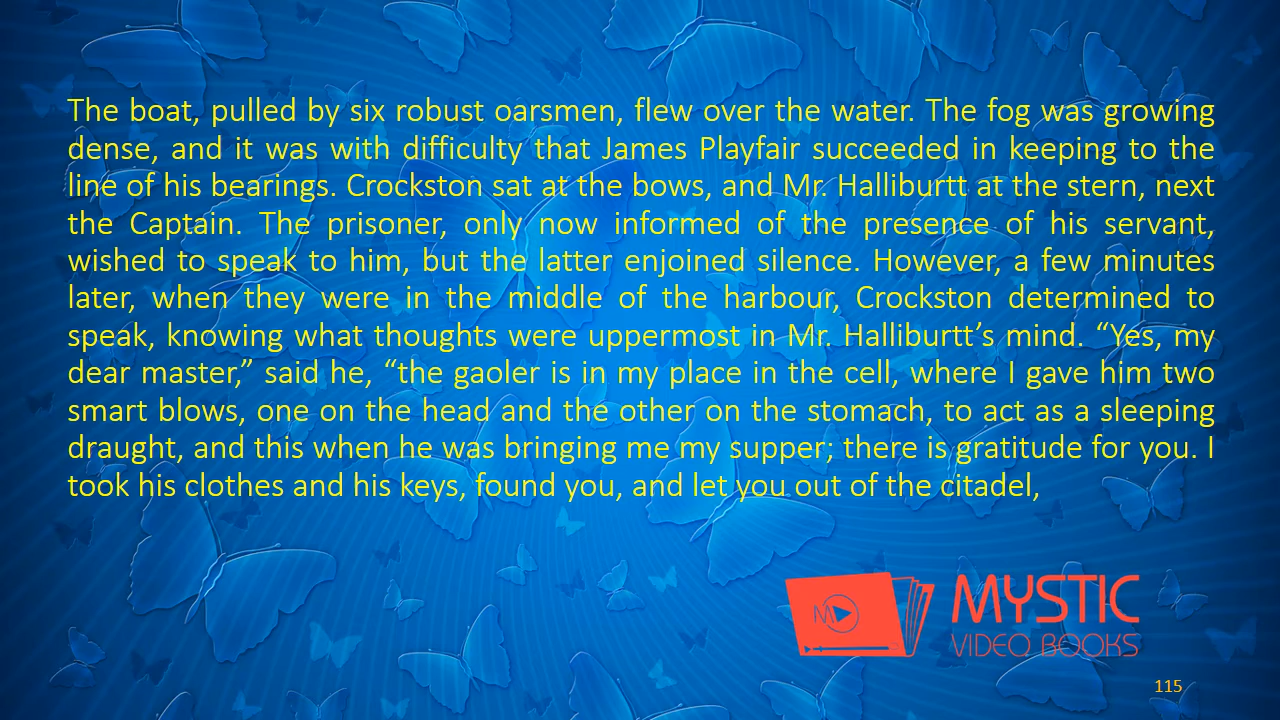 The boat, pulled by six robust oarsmen, flew over the water. The fog was growing
dense, and it was with difficulty that James Playfair succeeded in keeping to the
line of his bearings. Crockston sat at the bows, and Mr. Halliburtt at the stern, next
the Captain. The prisoner, only now informed of the presence of his servant,
wished to speak to him, but the latter enjoined silence. However, a few minutes
later, when they were in the middle of the harbour, Crockston determined to
speak, knowing what thoughts were uppermost in Mr. Halliburtt’s mind. “Yes, my
dear master,” said he, “the gaoler is in my place in the cell, where I gave him two
smart blows, one on the head and the other on the stomach, to act as a sleeping
draught, and this when he was bringing me my supper; there is gratitude for you. I
took his clothes and his keys, found you, and let you out of the citadel,
MYSTIC
VIDEO BOOKS
115